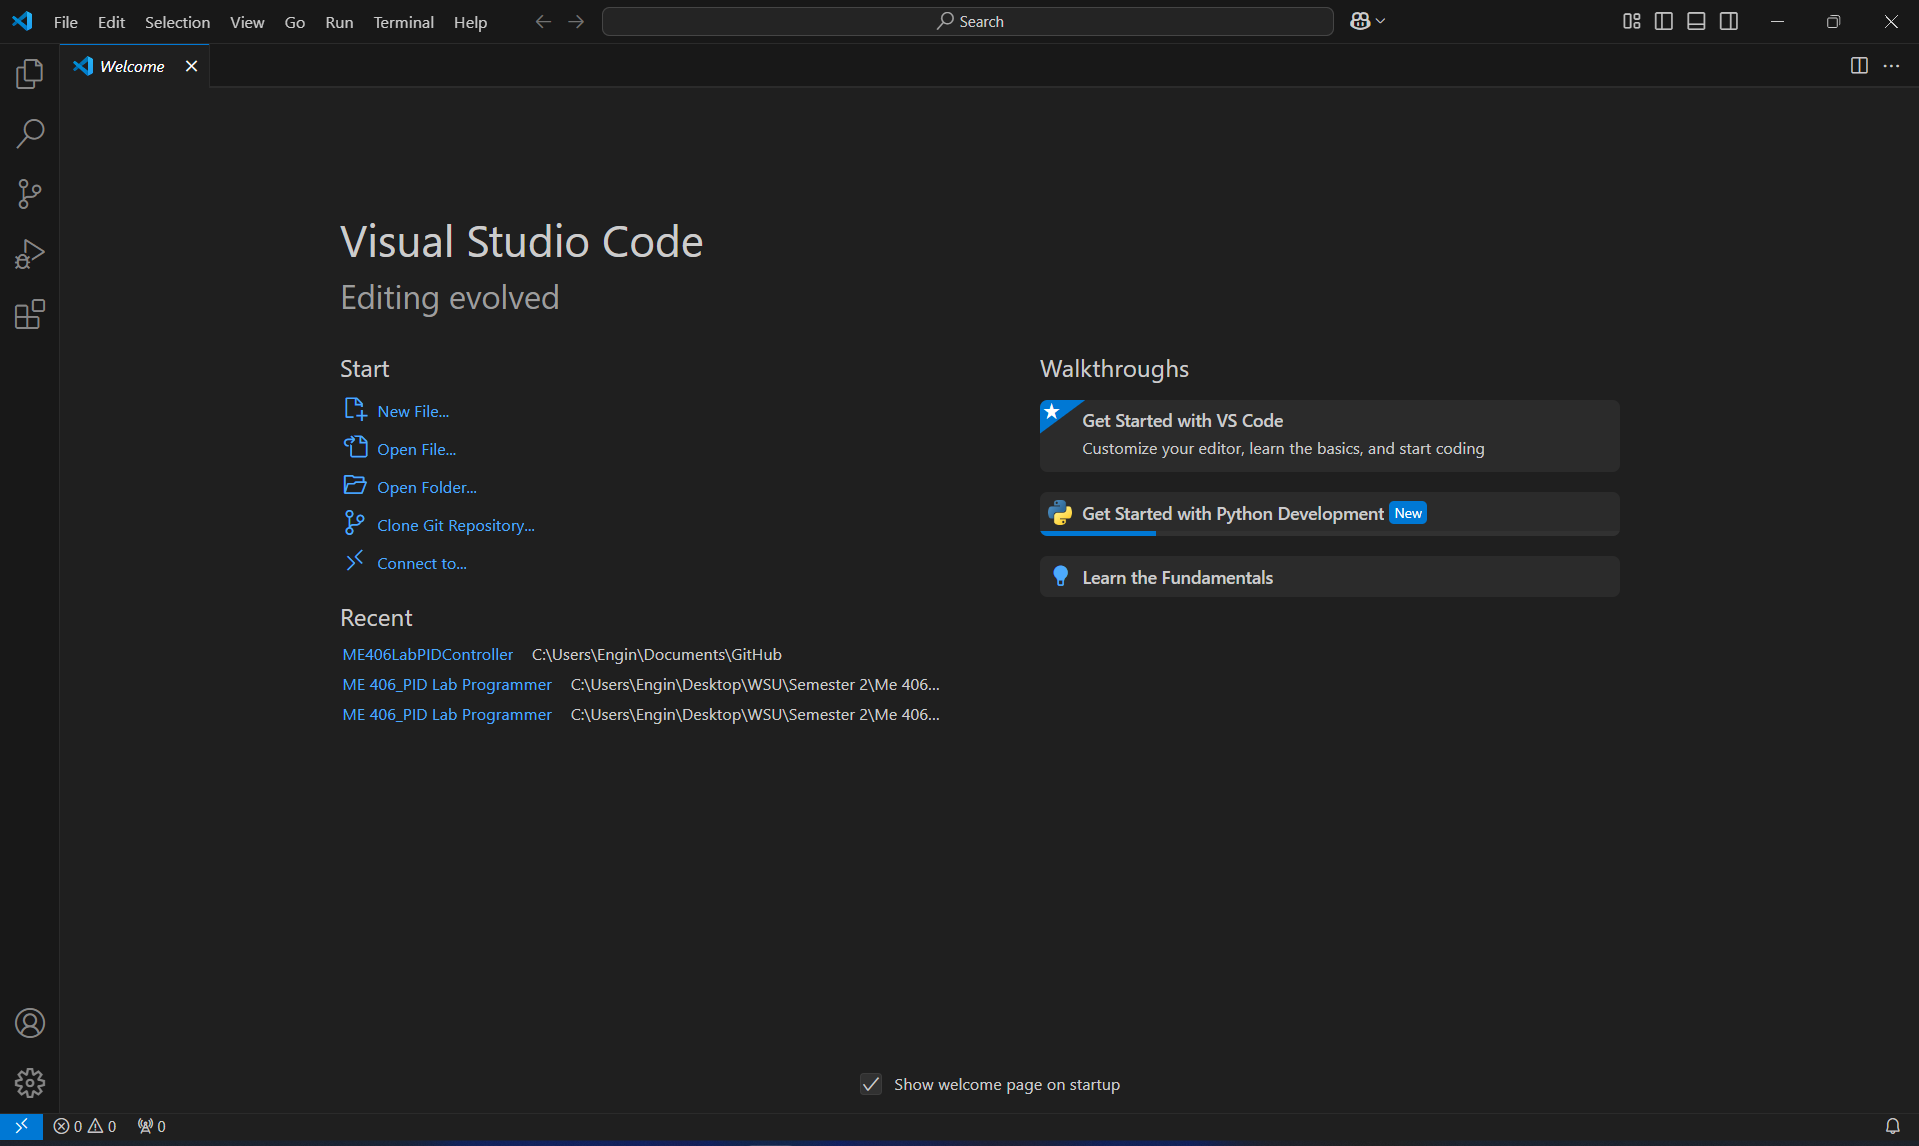 File Edit Selection View Go Run Terminal Help
Search
Welcome
Visual Studio Code
Editing evolved
Start
New File...
Open File...
Open Folder...
Clone Git Repository...
Connect to...
Recent
ME406LabPIDController C:\Users\Engin\Documents\GitHub
ME 406_PID Lab Programmer C:\Users\Engin\Desktop\WSU\Semester 2\Me 406...
ME 406_PID Lab Programmer C:\Users\Engin\Desktop\WSU\Semester 2\Me 406...
Walkthroughs
Get Started with VS Code
Customize your editor, learn the basics, and start coding
Get Started with Python Development New
Learn the Fundamentals
Show welcome page on startup
0 0 0